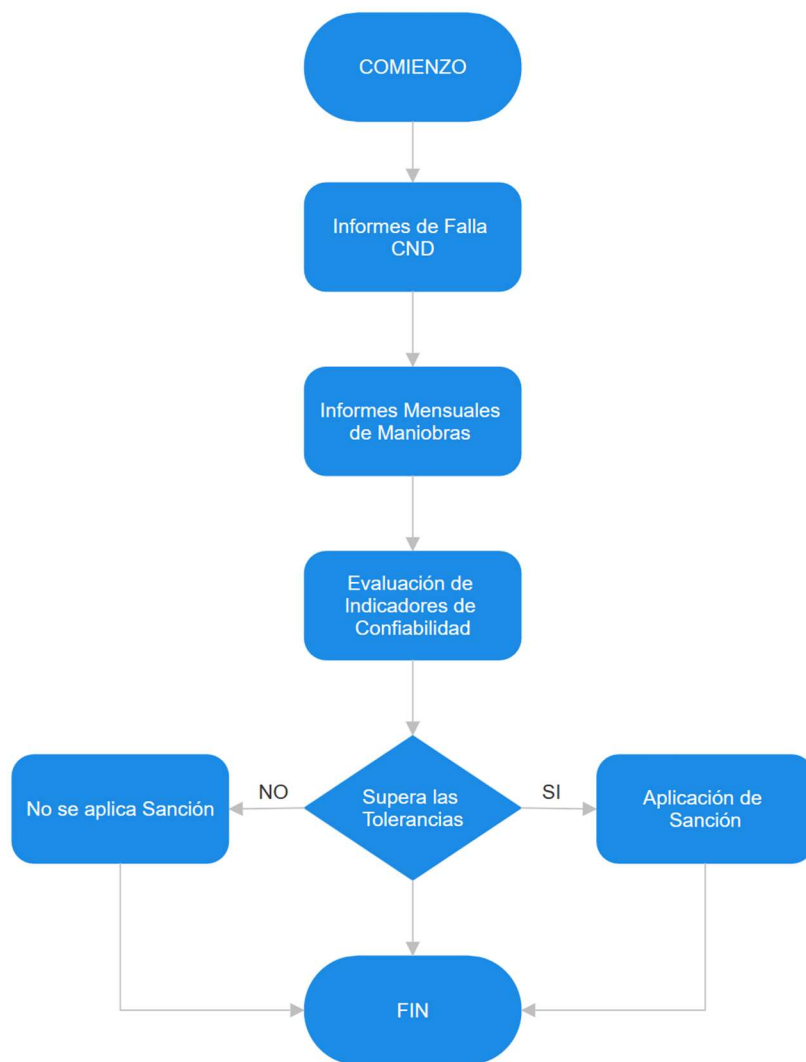 COMIENZO
Informes de Falla
CND
Informes Mensuales
de Maniobras
Evaluación de
Indicadores de
Confiabilidad
No se aplica Sanción
NO
Supera las
Tolerancias
SI
Aplicación de
Sanción
FIN